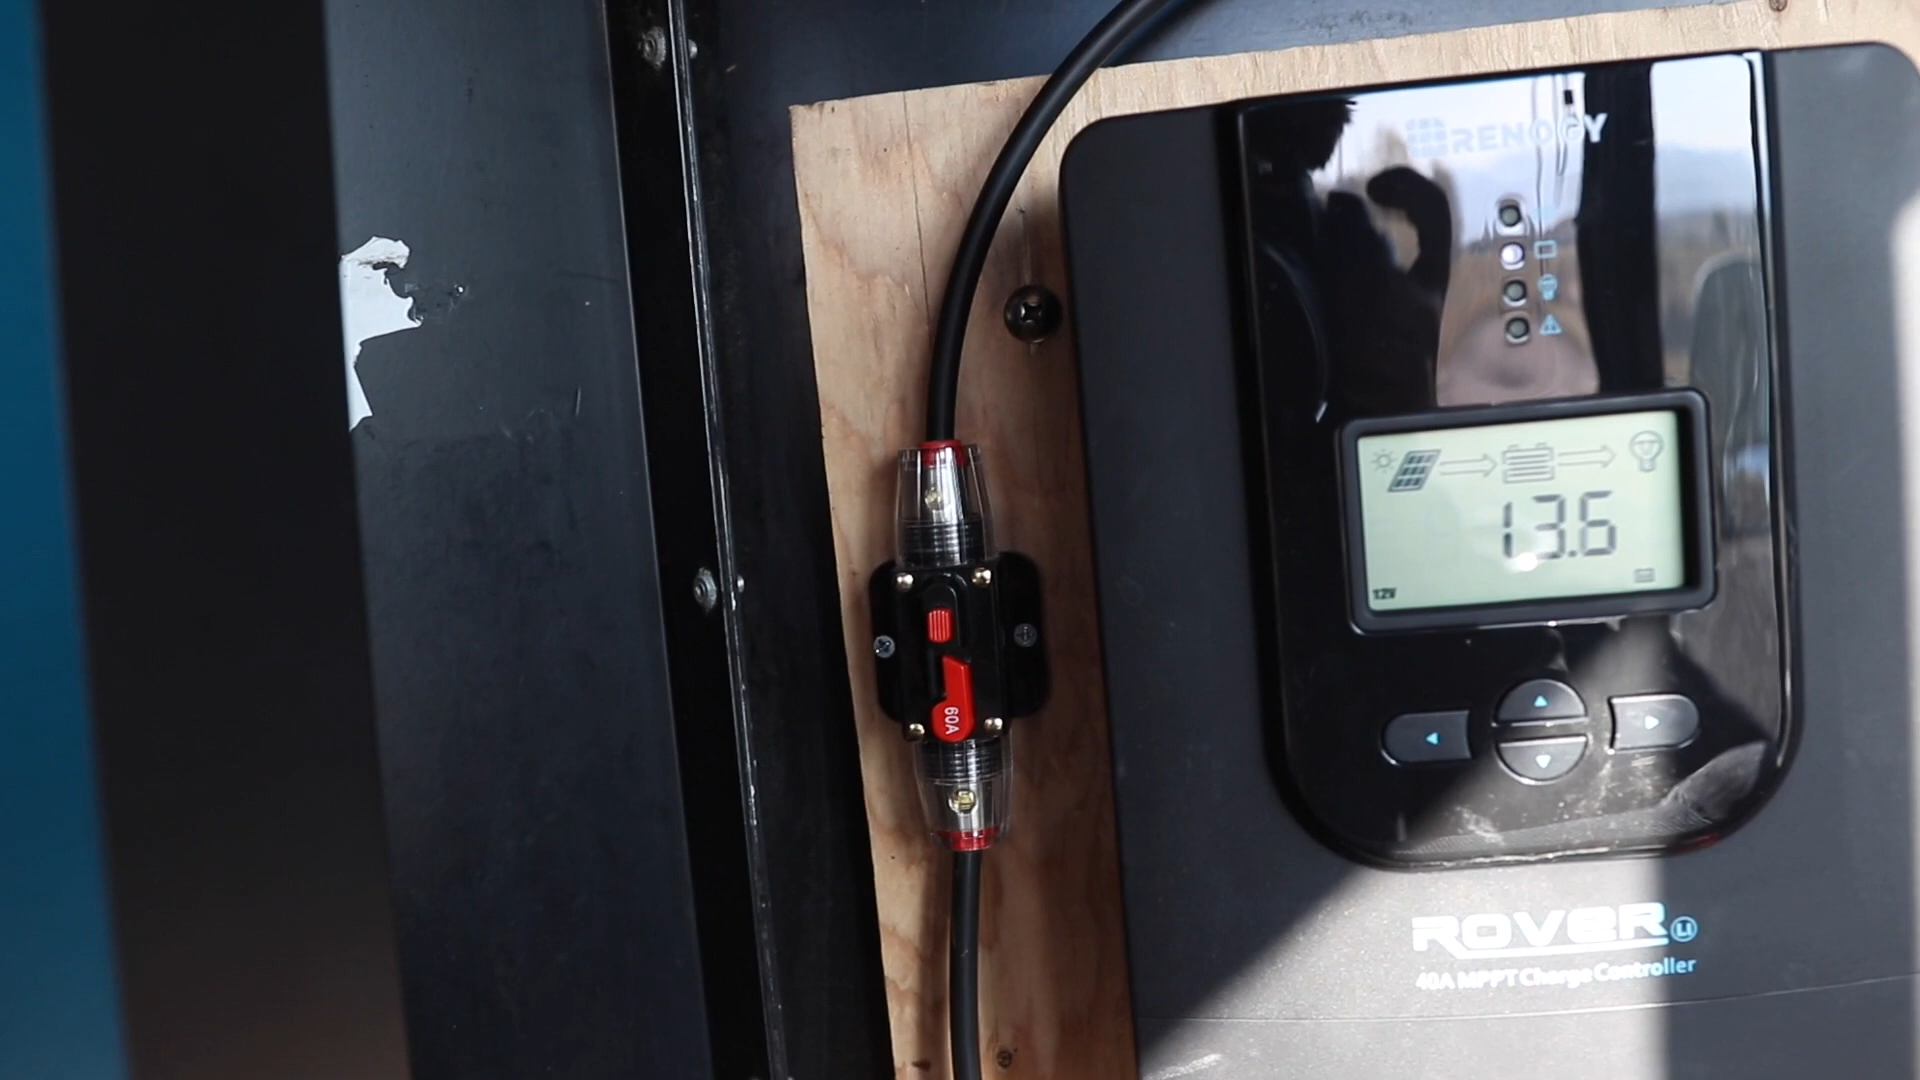 RENOGY
13.6
12V
60A
ROVER LI
40A MPPT Charge Controller